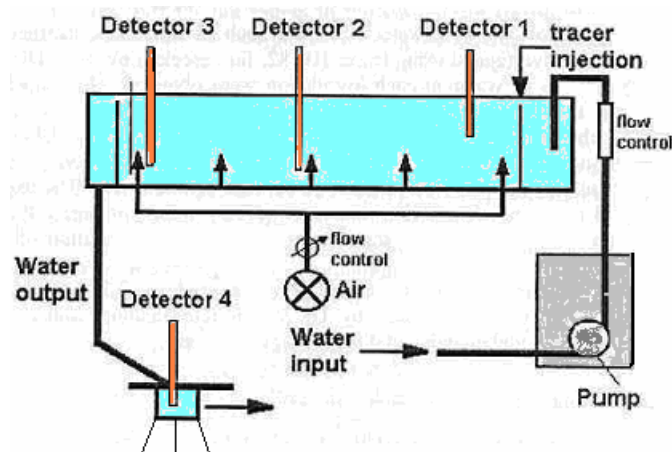 Detector 3
Detector 2
Detector 1
tracer
injection
flow
control
Water
output
flow
control
Air
Detector 4
Water
input
Pump